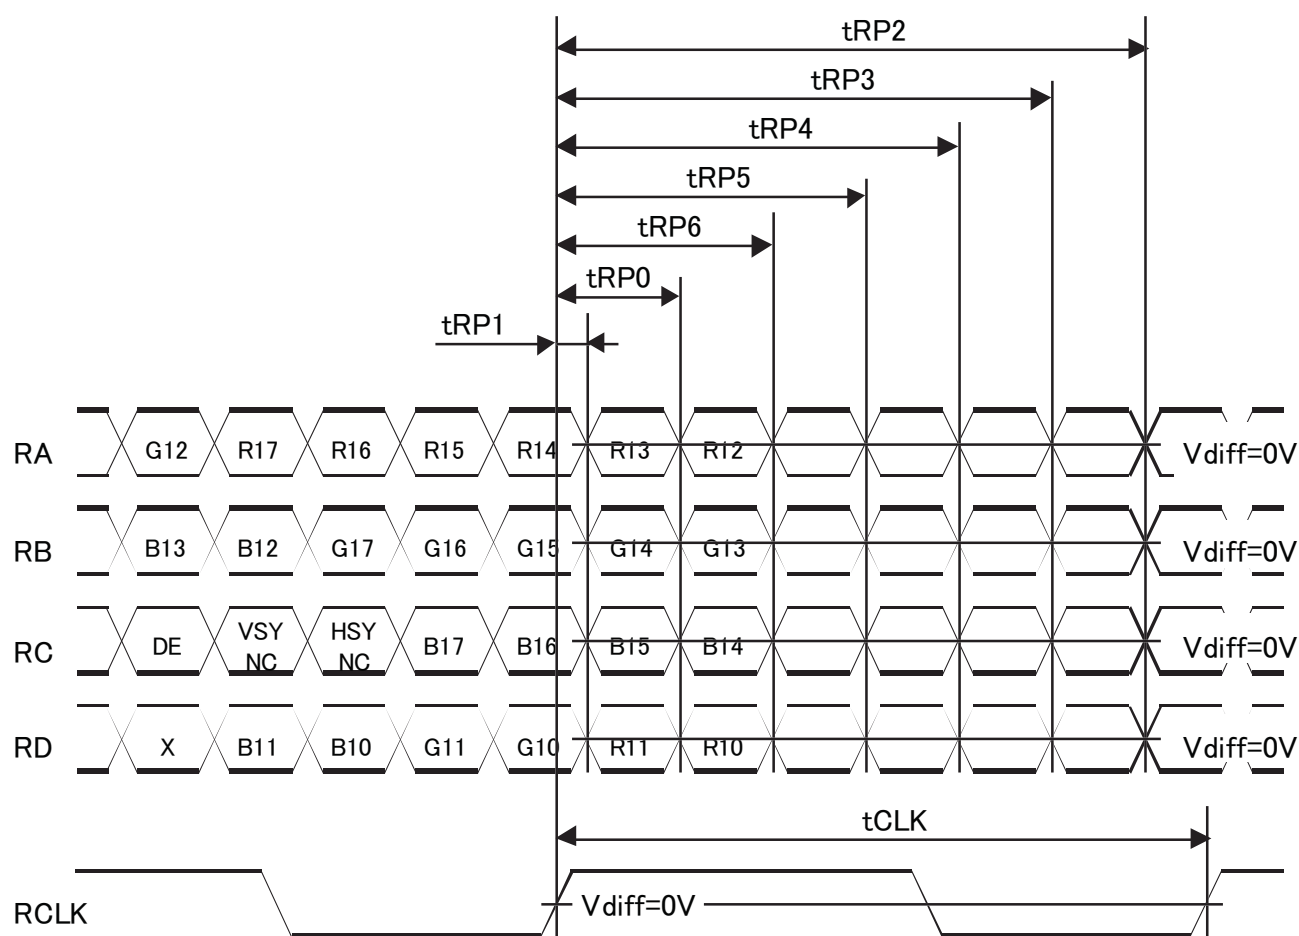 tRP2
tRP3
tRP4
tRP5
tRP6
tRP0
tRP1
RA G12 R17 R16 R15 R14 R13 R12 Vdiff=0V
RB B13 B12 G17 G16 G15 G14 G13 Vdiff=0V
RC DE VSY NC HSY NC B17 B16 B15 B14 Vdiff=0V
RD X B11 B10 G11 G10 R11 R10 Vdiff=0V
tCLK
RCLK Vdiff=0V